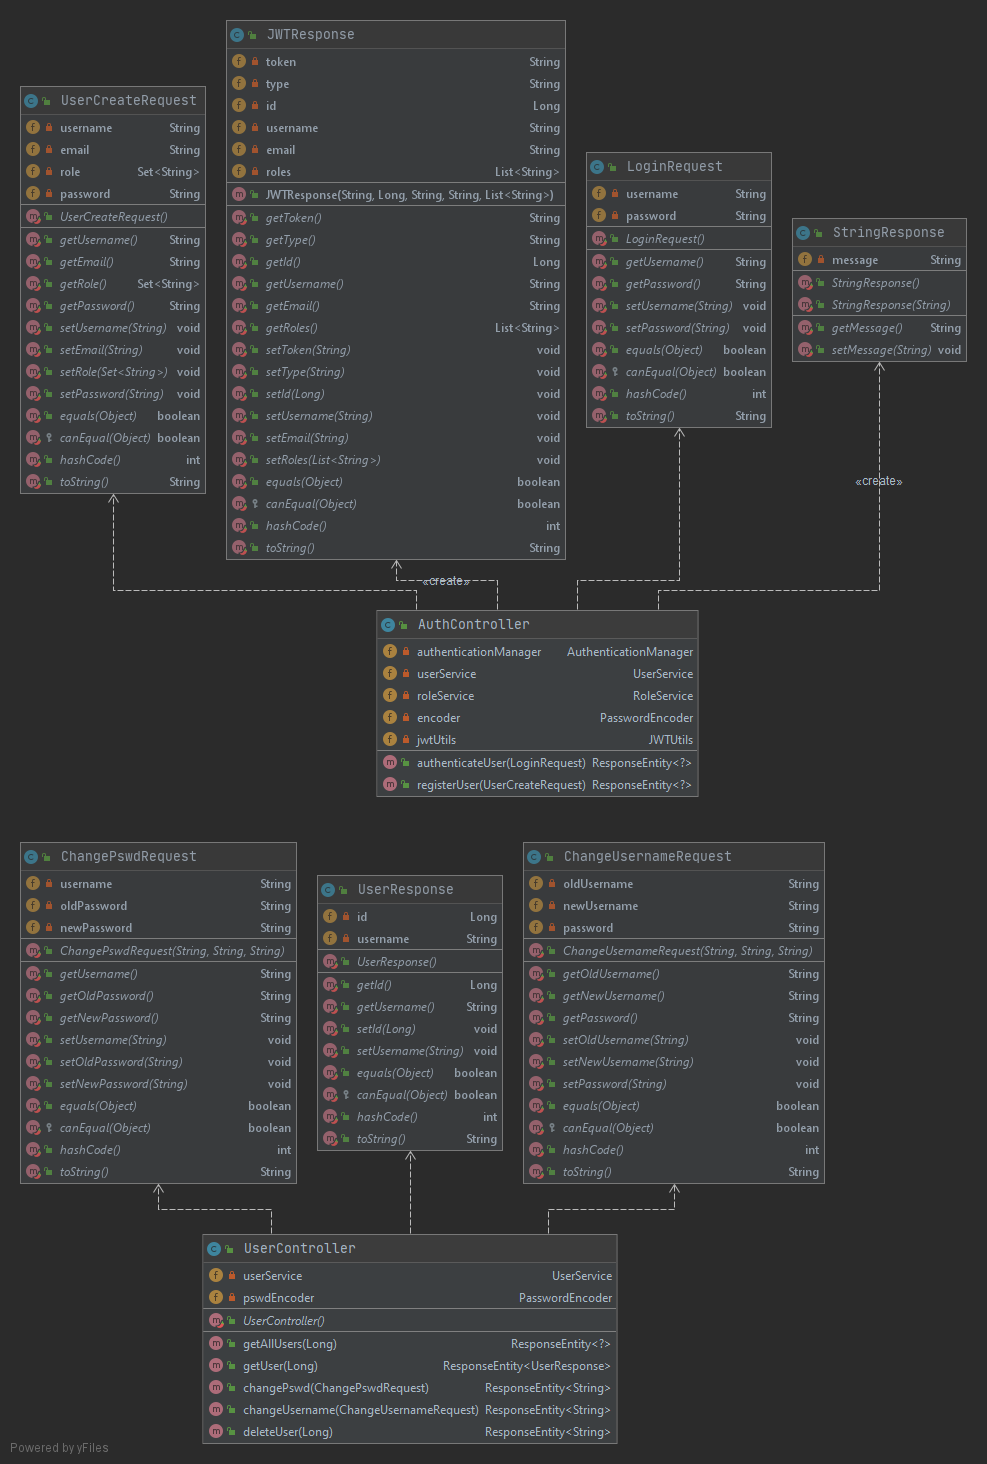 JWTResponse
token String
type String
id Long
username String
email String
roles List<String>
JWTResponse(String, Long, String, String, List<String>)
getToken() String
getType() String
getId() Long
getUsername() String
getEmail() String
getRoles() List<String>
setToken(String) void
setType(String) void
setId(Long) void
setUsername(String) void
setEmail(String) void
setRoles(List<String>) void
equals(Object) boolean
canEqual(Object) boolean
hashCode() int
toString() String
UserCreateRequest
username String
email String
role Set<String>
password String
UserCreateRequest()
getUsername() String
getEmail() String
getRole() Set<String>
getPassword() String
setUsername(String) void
setEmail(String) void
setRole(Set<String>) void
setPassword(String) void
equals(Object) boolean
canEqual(Object) boolean
hashCode() int
toString() String
LoginRequest
username String
password String
LoginRequest()
getUsername() String
getPassword() String
setUsername(String) void
setPassword(String) void
equals(Object) boolean
canEqual(Object) boolean
hashCode() int
toString() String
StringResponse
message String
StringResponse()
StringResponse(String)
getMessage() String
setMessage(String) void
«create»
«create»
AuthController
authenticationManager AuthenticationManager
userService UserService
roleService RoleService
encoder PasswordEncoder
jwtUtils JWTUtils
authenticateUser(LoginRequest) ResponseEntity<?>
registerUser(UserCreateRequest) ResponseEntity<?>
ChangePswdRequest
username String
oldPassword String
newPassword String
ChangePswdRequest(String, String, String)
getUsername() String
getOldPassword() String
getNewPassword() String
setUsername(String) void
setOldPassword(String) void
setNewPassword(String) void
equals(Object) boolean
canEqual(Object) boolean
hashCode() int
toString() String
UserResponse
id Long
username String
UserResponse()
getId() Long
getUsername() String
setId(Long) void
setUsername(String) void
equals(Object) boolean
canEqual(Object) boolean
hashCode() int
toString() String
ChangeUsernameRequest
oldUsername String
newUsername String
password String
ChangeUsernameRequest(String, String, String)
getOldUsername() String
getNewUsername() String
getPassword() String
setOldUsername(String) void
setNewUsername(String) void
setPassword(String) void
equals(Object) boolean
canEqual(Object) boolean
hashCode() int
toString() String
UserController
userService UserService
pswdEncoder PasswordEncoder
UserController()
getAllUsers(Long) ResponseEntity<?>
getUser(Long) ResponseEntity<UserResponse>
changePswd(ChangePswdRequest) ResponseEntity<String>
changeUsername(ChangeUsernameRequest) ResponseEntity<String>
deleteUser(Long) ResponseEntity<String>
Powered by yFiles